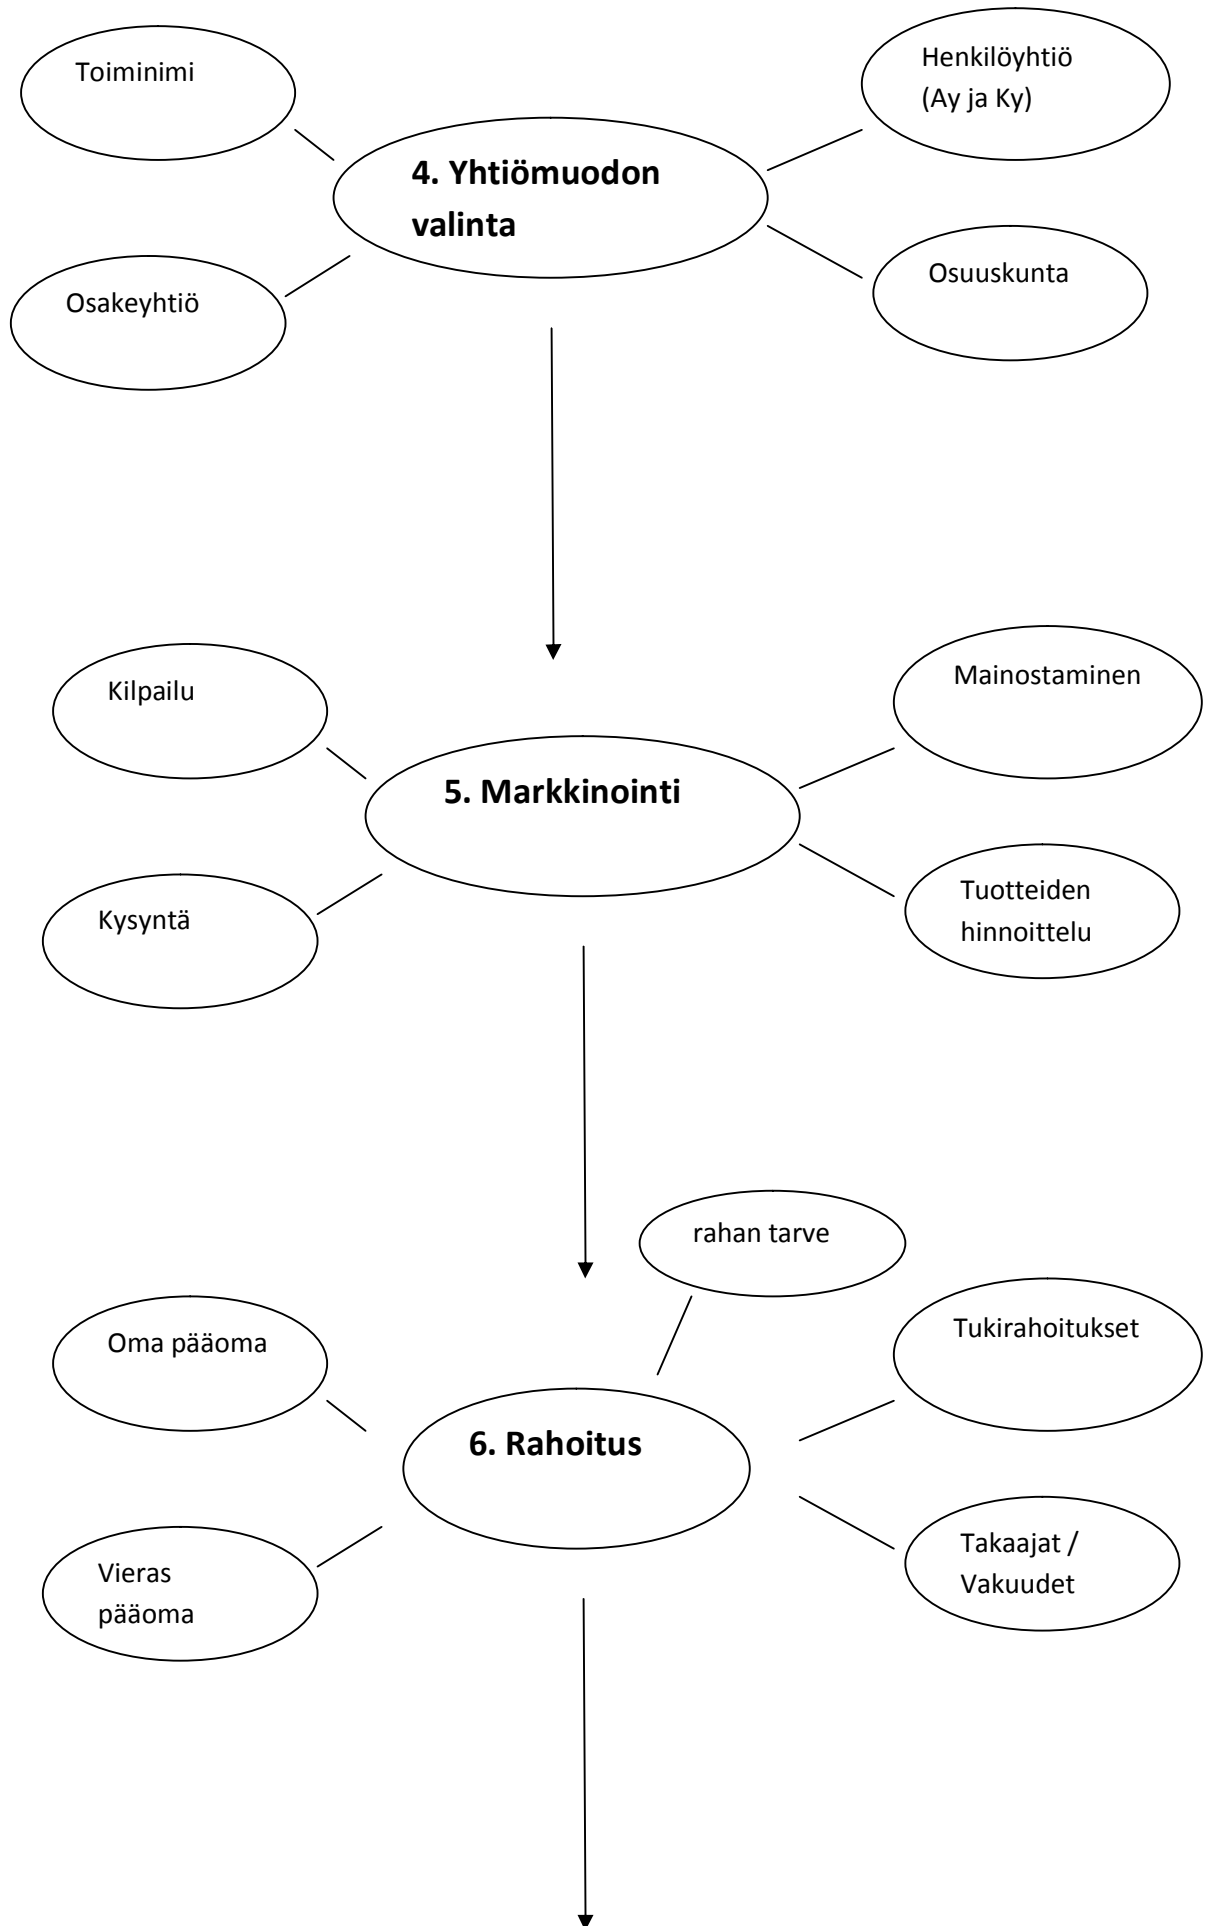 Toiminimi
Henkilöyhtiö
(Ay ja Ky)
4. Yhtiömuodon
valinta
Osakeyhtiö
Osuuskunta
Kilpailu
Mainostaminen
5. Markkinointi
Kysyntä
Tuotteiden
hinnoittelu
rahan tarve
Oma pääoma
Tukirahoitukset
6. Rahoitus
Vieras
pääoma
Takaajat /
Vakuudet